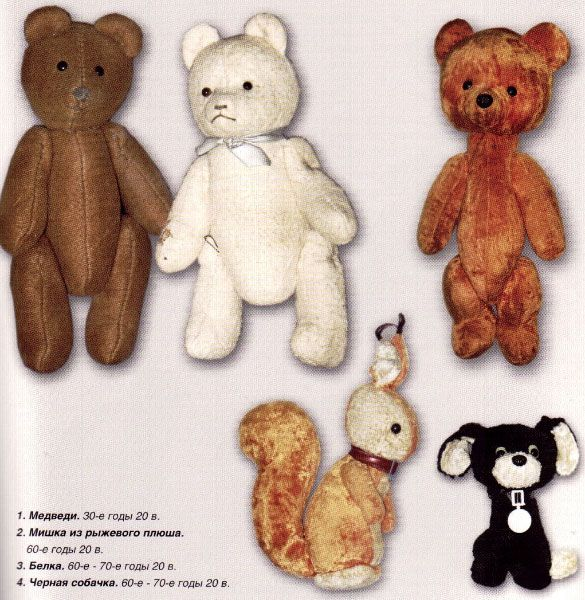 1. Медведи. 30-е годы 20 в.
2. Мишка из рыжевого плюша.
60-е годы 20 в.
3. Белка. 60-е - 70-е годы 20 в.
4. Черная собачка. 60-е - 70-е годы 20 в.